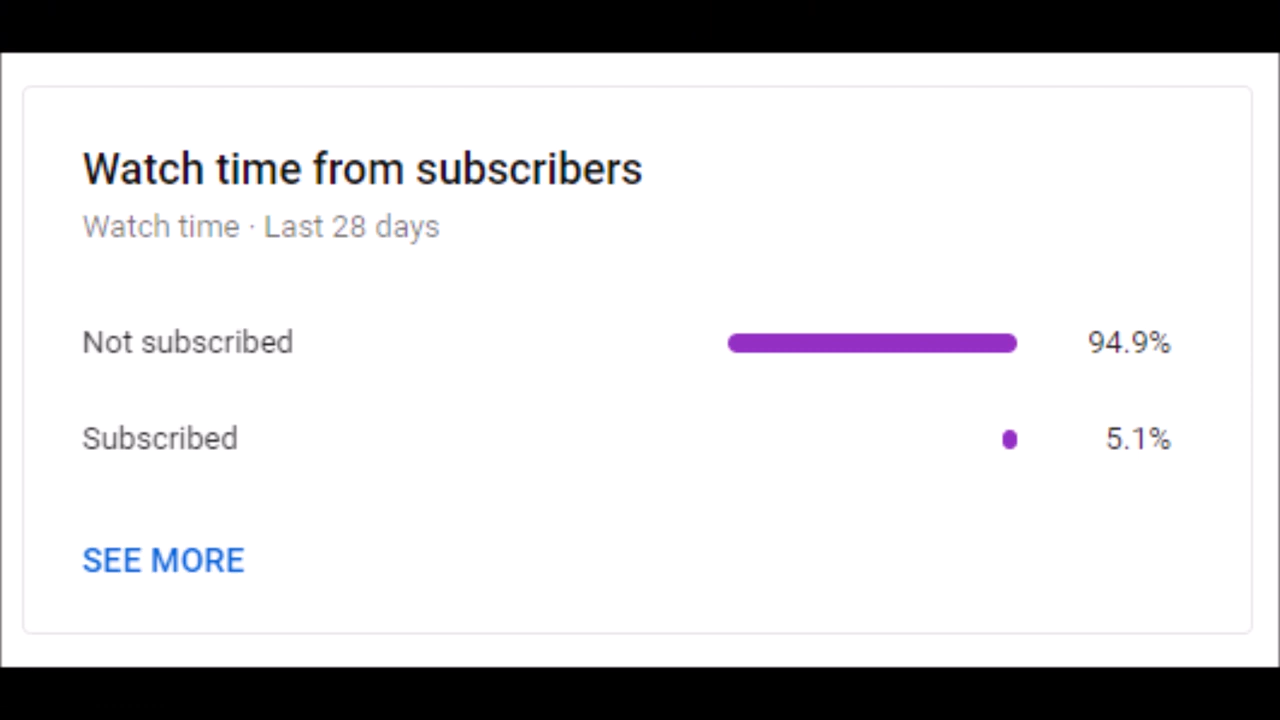 Watch time from subscribers
Watch time · Last 28 days
Not subscribed 94.9%
Subscribed 5.1%
SEE MORE